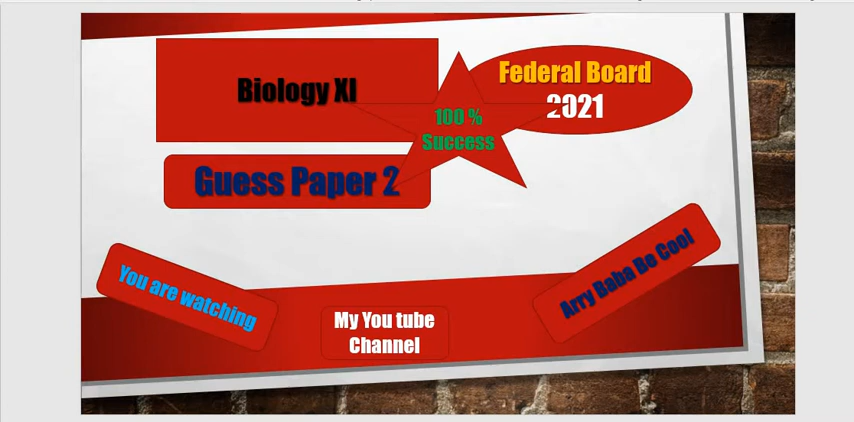 Biology XI
Federal Board
2021
100 %
Success
Guess Paper 2
You are watching
My You tube
Channel
Arry Baba Be Cool